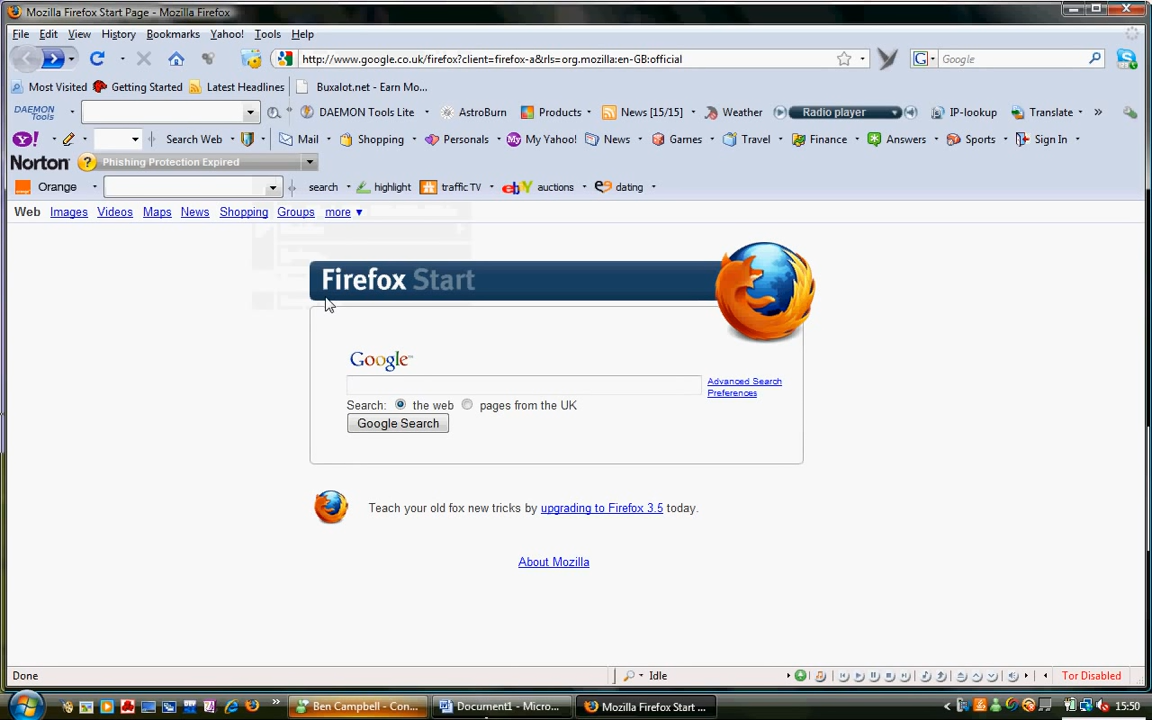 Mozilla Firefox Start Page - Mozilla Firefox
File Edit View History Bookmarks Yahoo! Tools Help
http://www.google.co.uk/firefox?client=firefox-a&rls=org.mozilla:en-GB:official G Google
Most Visited Getting Started Latest Headlines Buxalot.net - Earn Mo...
DAEMON Tools DAEMON Tools Lite AstroBurn Products News [15/15] Weather Radio player IP-lookup Translate »
Y! Search Web Mail Shopping Personals My Yahoo! News Games Travel Finance Answers Sports Sign In
Norton Phishing Protection Expired
Orange search highlight traffic TV ebY auctions dating
Web Images Videos Maps News Shopping Groups more ▼
Firefox Start
Google™
Advanced Search
Preferences
Search: the web pages from the UK
Google Search
Teach your old fox new tricks by upgrading to Firefox 3.5 today.
About Mozilla
Done Idle Tor Disabled
» Ben Campbell - Con... Document1 - Micro... Mozilla Firefox Start ... 15:50